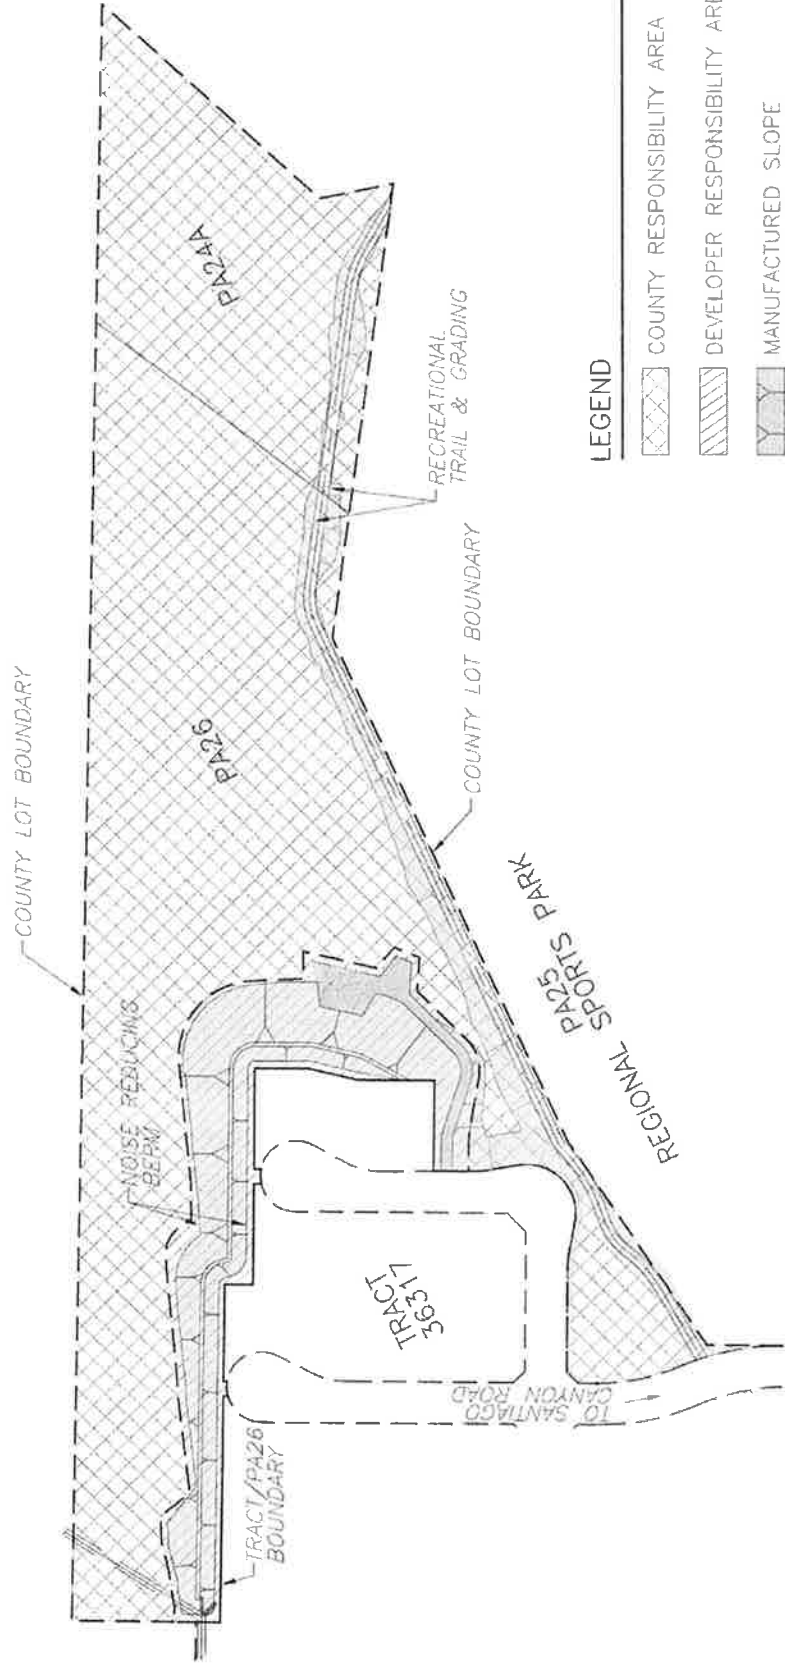 COUNTY LOT BOUNDARY
NOISE REDUCING
BERM
PA26
PA24A
RECREATIONAL
TRAIL & GRADING
COUNTY LOT BOUNDARY
PA25
REGIONAL SPORTS PARK
TRACT
36317
TO SANTIAGO
CANYON ROAD
TRACT/PA26
BOUNDARY
LEGEND
COUNTY RESPONSIBILITY AREA
DEVELOPER RESPONSIBILITY ARE
MANUFACTURED SLOPE